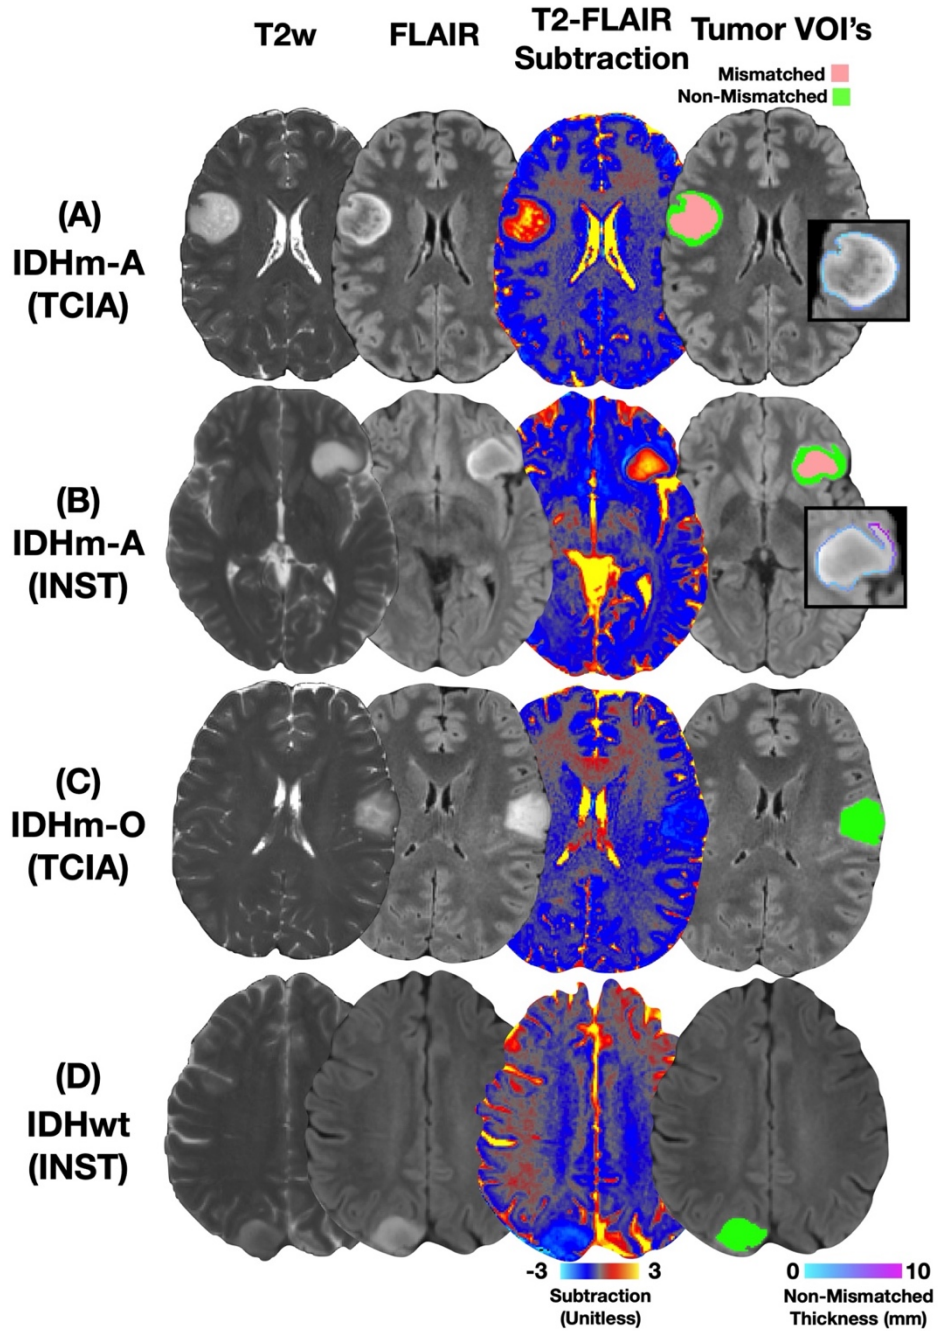 T2w
FLAIR
T2-FLAIR
Subtraction
Tumor VOI's
Mismatched
Non-Mismatched
(A)
IDHm-A
(TCIA)
(B)
IDHm-A
(INST)
(C)
IDHm-O
(TCIA)
(D)
IDHwt
(INST)
-3 3
Subtraction
(Unitless)
0 10
Non-Mismatched
Thickness (mm)